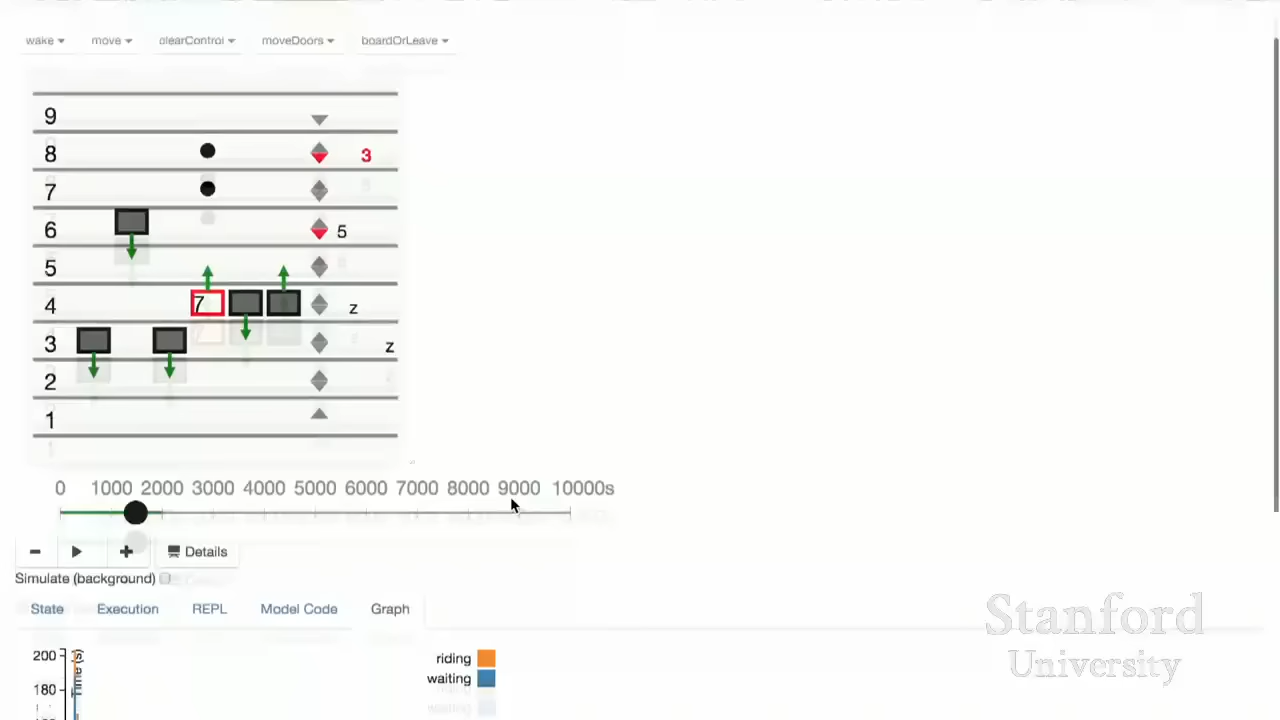 wake move clearControl moveDoors boardOrLeave
9
8 3
7
6 5
5
4 7 z
3 z
2
1
0 1000 2000 3000 4000 5000 6000 7000 8000 9000 10000s
Details
Simulate (background)
State Execution REPL Model Code Graph
200 Time (s) riding
180 waiting
Stanford
University